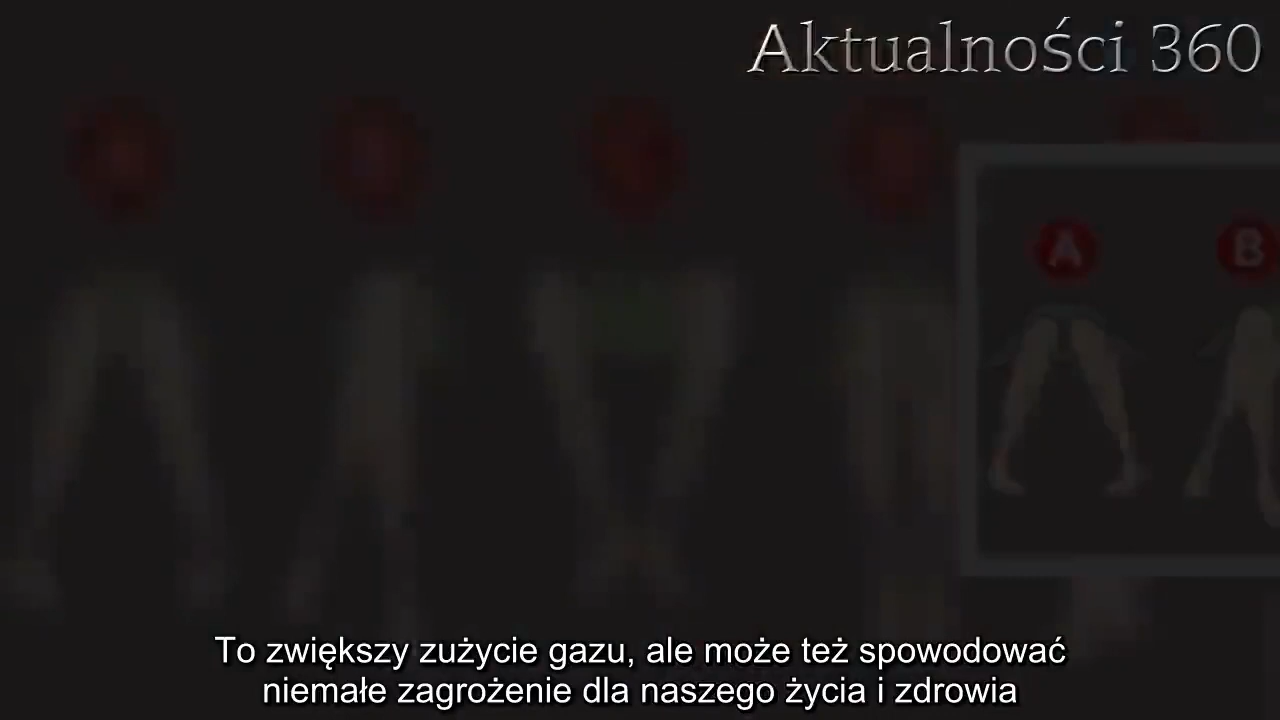 Aktualności 360
A
B
To zwiększy zużycie gazu, ale może też spowodować
niemałe zagrożenie dla naszego życia i zdrowia